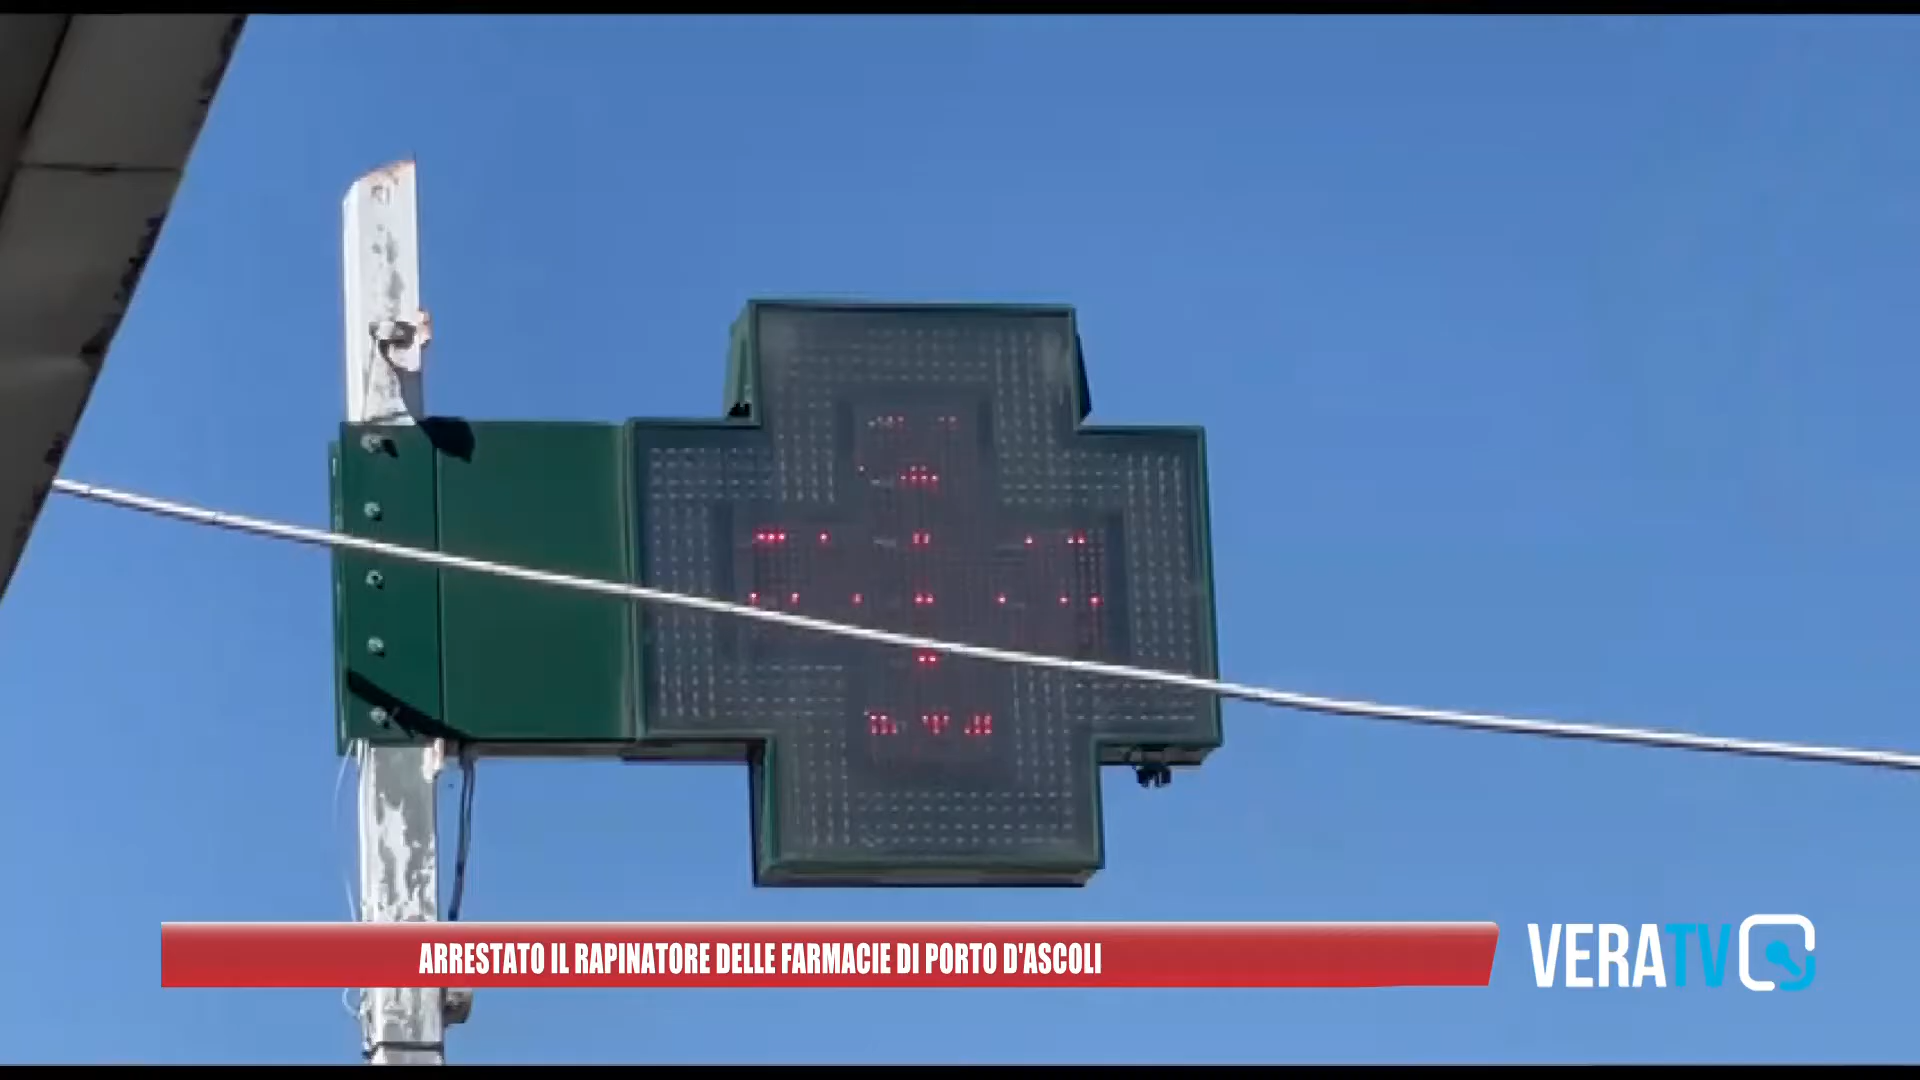 ARRESTATO IL RAPINATORE DELLE FARMACIE DI PORTO D'ASCOLI
VERATV